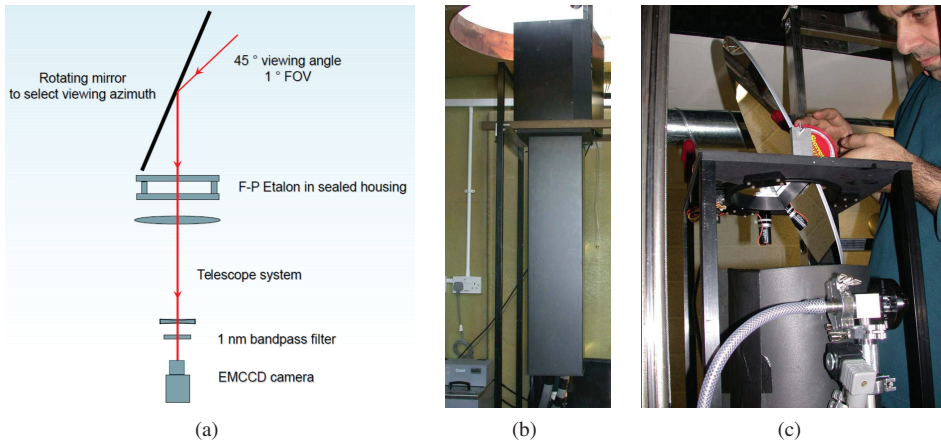 45 ° viewing angle
1 ° FOV
Rotating mirror
to select viewing azimuth
F-P Etalon in sealed housing
Telescope system
1 nm bandpass filter
EMCCD camera
(a)
(b)
(c)